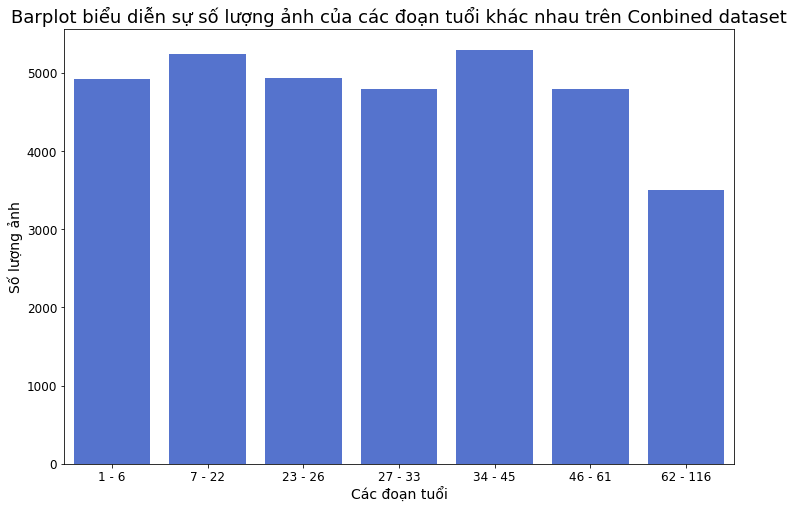 Barplot biểu diễn sự số lượng ảnh của các đoạn tuổi khác nhau trên Conbined dataset
Số lượng ảnh
5000
4000
3000
2000
1000
0
1 - 6
7 - 22
23 - 26
27 - 33
34 - 45
46 - 61
62 - 116
Các đoạn tuổi